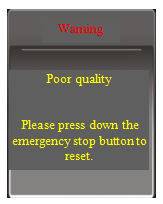 Warning
Poor quality
Please press down the
emergency stop button to
reset.